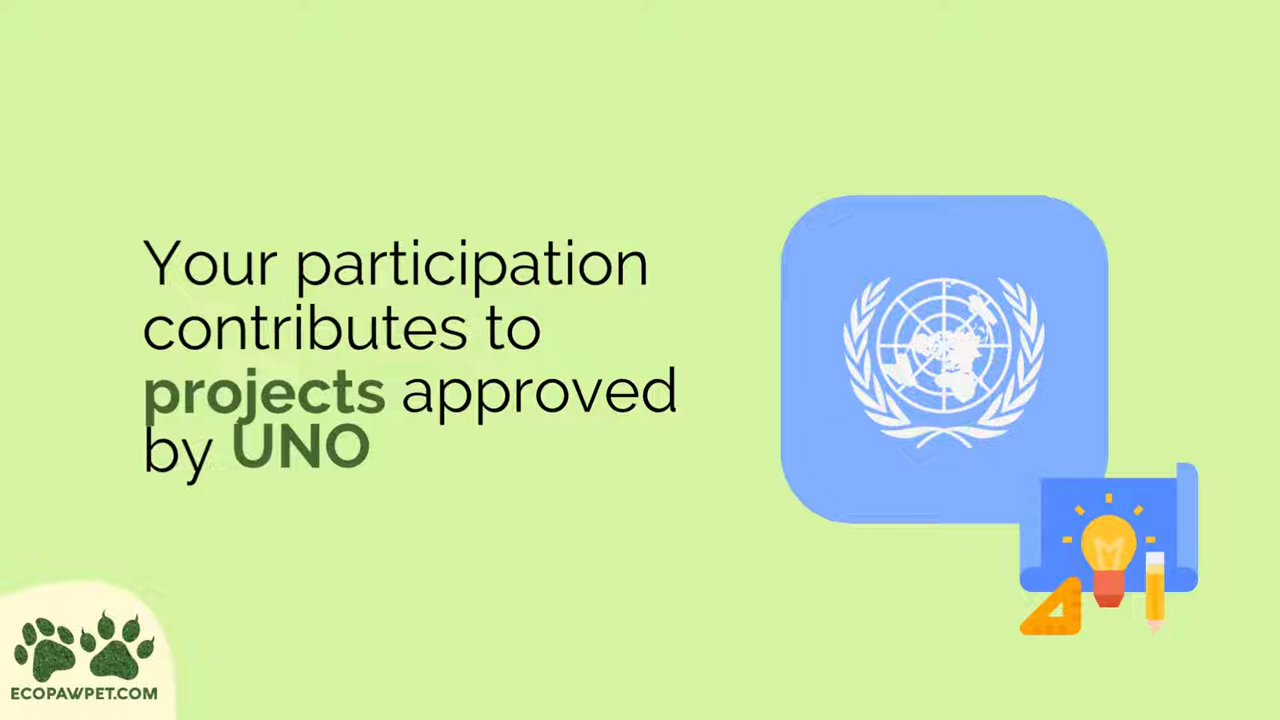 Your participation
contributes to
projects approved
by UNO
ECOPAWPET.COM